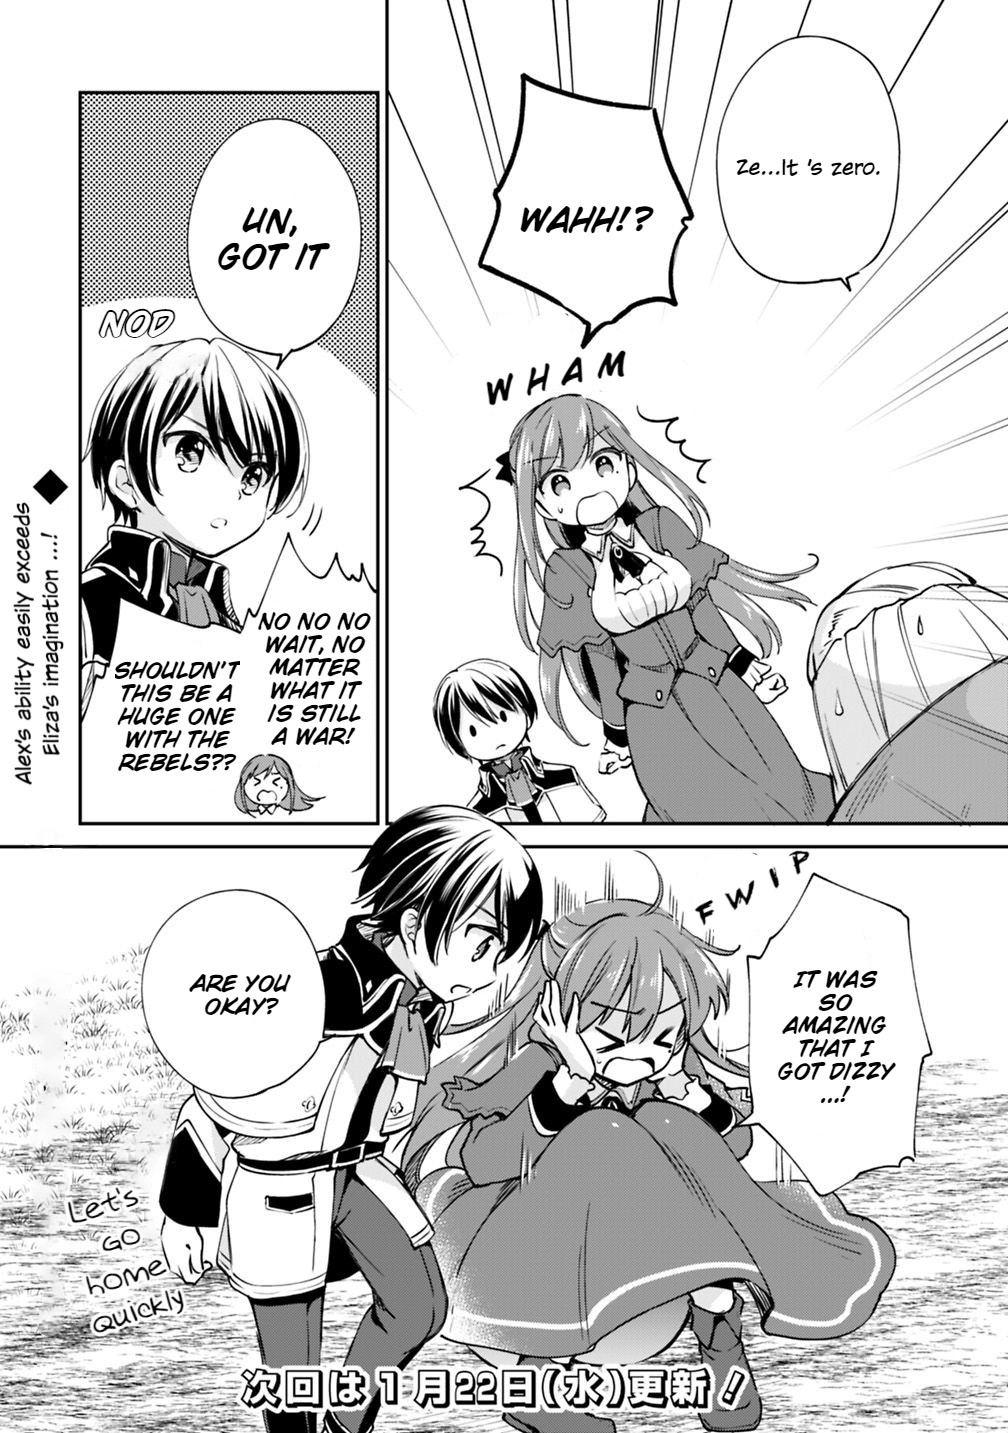 Ze...It 's zero.
WAHH!?
WHAM
UN,
GOT IT
NOD
NO NO NO
WAIT, NO
MATTER
WHAT IT
IS STILL
A WAR!
SHOULDN'T
THIS BE A
HUGE ONE
WITH THE
REBELS??
Alex's ability easily exceeds
Eliza's imagination ...!
FWIP
IT WAS
SO
AMAZING
THAT I
GOT DIZZY
...!
ARE YOU
OKAY?
Let's
GO
home
quickly
次回は1月22日(水)更新!